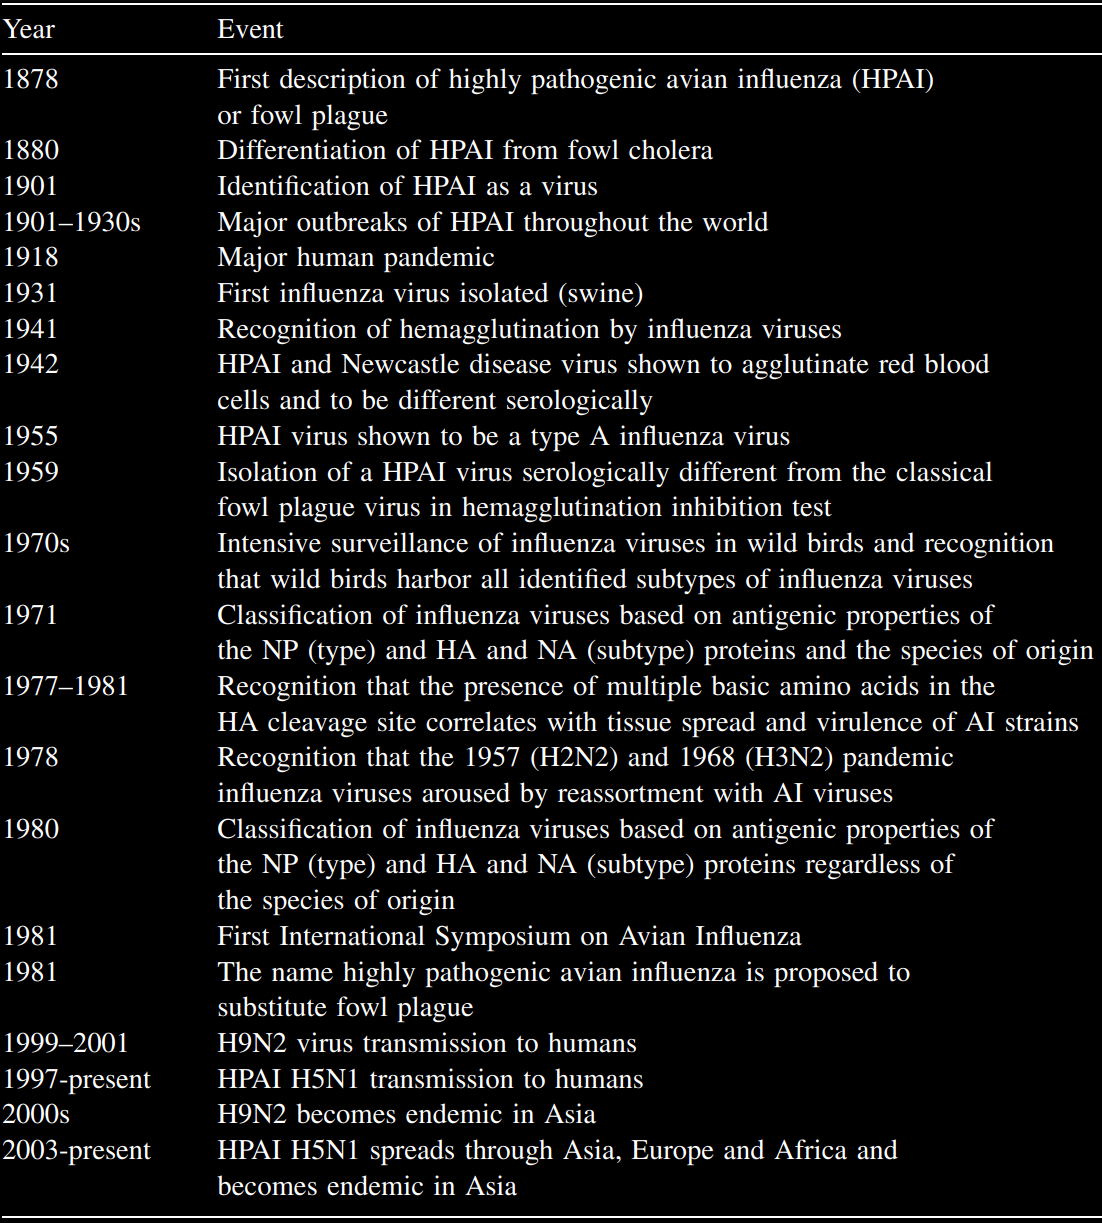 Year Event
1878 First description of highly pathogenic avian influenza (HPAI)
or fowl plague
1880 Differentiation of HPAI from fowl cholera
1901 Identification of HPAI as a virus
1901–1930s Major outbreaks of HPAI throughout the world
1918 Major human pandemic
1931 First influenza virus isolated (swine)
1941 Recognition of hemagglutination by influenza viruses
1942 HPAI and Newcastle disease virus shown to agglutinate red blood
cells and to be different serologically
1955 HPAI virus shown to be a type A influenza virus
1959 Isolation of a HPAI virus serologically different from the classical
fowl plague virus in hemagglutination inhibition test
1970s Intensive surveillance of influenza viruses in wild birds and recognition
that wild birds harbor all identified subtypes of influenza viruses
1971 Classification of influenza viruses based on antigenic properties of
the NP (type) and HA and NA (subtype) proteins and the species of origin
1977–1981 Recognition that the presence of multiple basic amino acids in the
HA cleavage site correlates with tissue spread and virulence of AI strains
1978 Recognition that the 1957 (H2N2) and 1968 (H3N2) pandemic
influenza viruses aroused by reassortment with AI viruses
1980 Classification of influenza viruses based on antigenic properties of
the NP (type) and HA and NA (subtype) proteins regardless of
the species of origin
1981 First International Symposium on Avian Influenza
1981 The name highly pathogenic avian influenza is proposed to
substitute fowl plague
1999–2001 H9N2 virus transmission to humans
1997-present HPAI H5N1 transmission to humans
2000s H9N2 becomes endemic in Asia
2003-present HPAI H5N1 spreads through Asia, Europe and Africa and
becomes endemic in Asia